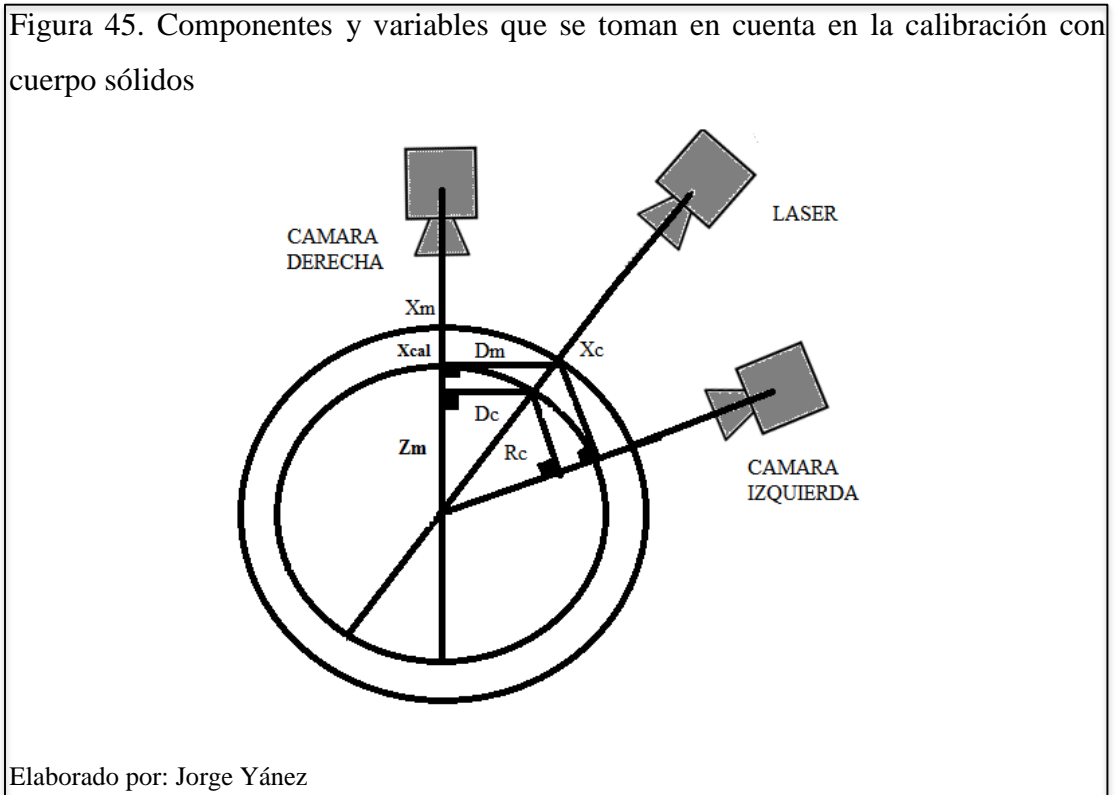 Figura 45. Componentes y variables que se toman en cuenta en la calibración con
cuerpo sólidos
CAMARA
DERECHA
LASER
Xm
Xcal
Dm
Xc
Dc
Zm
Rc
CAMARA
IZQUIERDA
Elaborado por: Jorge Yánez